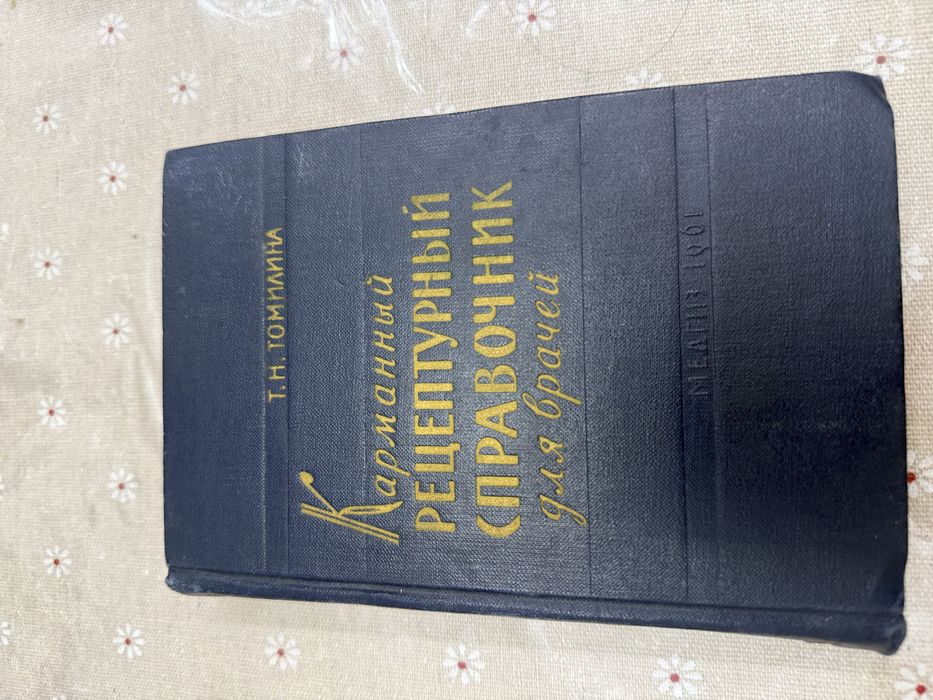 Т. Н. ТОМИЛИНА
Карманный
РЕЦЕПТУРНЫЙ
СПРАВОЧНИК
для врачей
МЕДГИЗ 1961